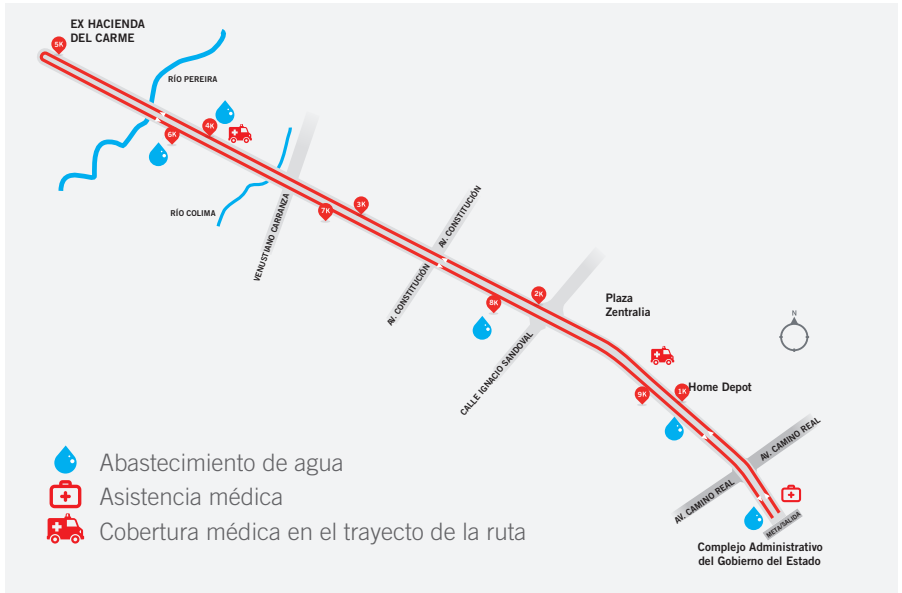 EX HACIENDA
DEL CARME
5K
RÍO PEREIRA
4K
6K
RÍO COLIMA
VENUSTIANO CARRANZA
7K
3K
AV. CONSTITUCIÓN
AV. CONSTITUCIÓN
8K
2K
CALLE IGNACIO SANDOVAL
Plaza
Zentralia
N
9K
1K
Home Depot
AV. CAMINO REAL
AV. CAMINO REAL
META/SALIDA
Complejo Administrativo
del Gobierno del Estado
Abastecimiento de agua
Asistencia médica
Cobertura médica en el trayecto de la ruta